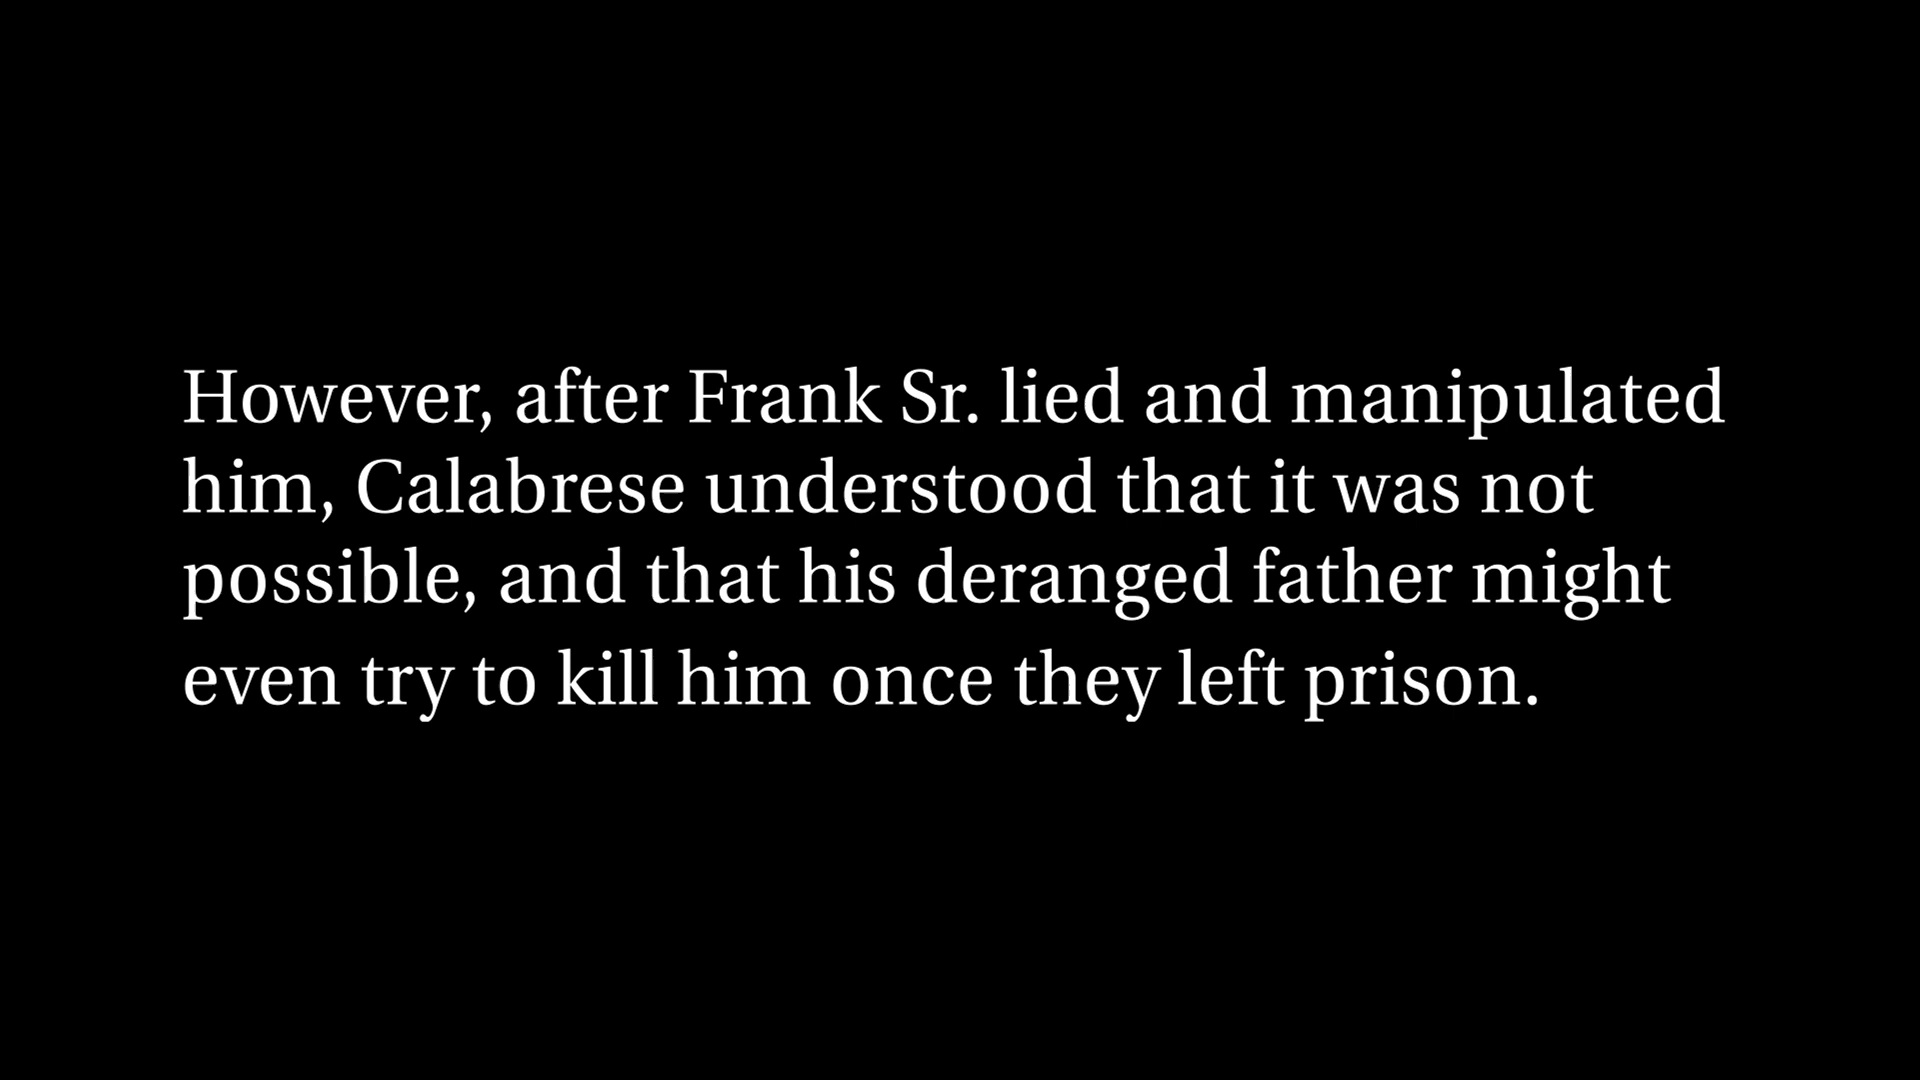 However, after Frank Sr. lied and manipulated
him, Calabrese understood that it was not
possible, and that his deranged father might
even try to kill him once they left prison.